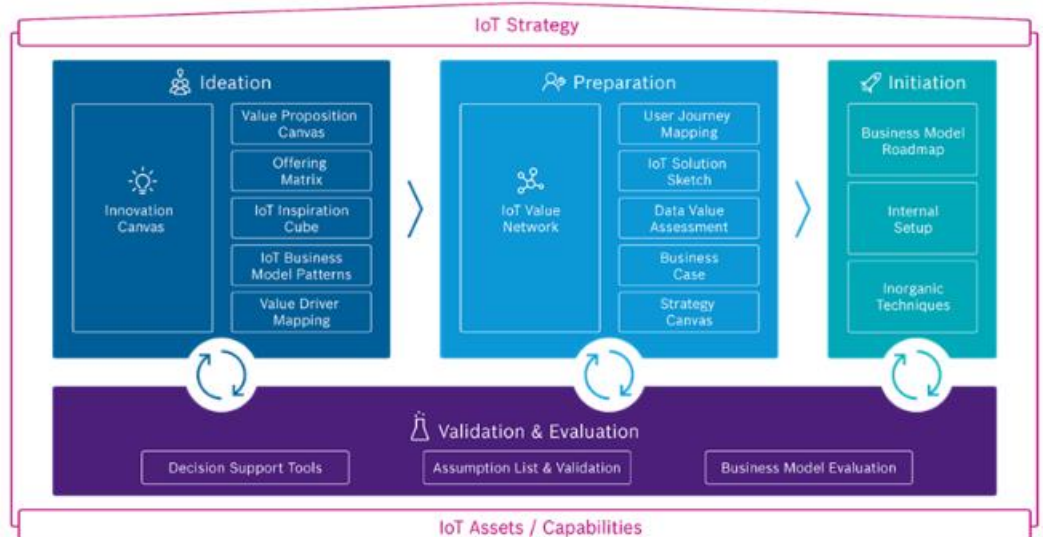 IoT Strategy
Ideation
Innovation
Canvas
Value Proposition
Canvas
Offering
Matrix
IoT Inspiration
Cube
IoT Business
Model Patterns
Value Driver
Mapping
Preparation
IoT Value
Network
User Journey
Mapping
IoT Solution
Sketch
Data Value
Assessment
Business
Case
Strategy
Canvas
Initiation
Business Model
Roadmap
Internal
Setup
Inorganic
Techniques
Validation & Evaluation
Decision Support Tools
Assumption List & Validation
Business Model Evaluation
IoT Assets / Capabilities